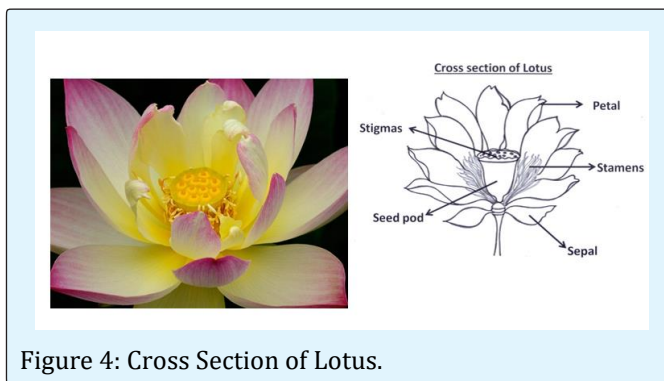 Cross section of Lotus
Petal
Stigmas
Stamens
Seed pod
Sepal
Figure 4: Cross Section of Lotus.